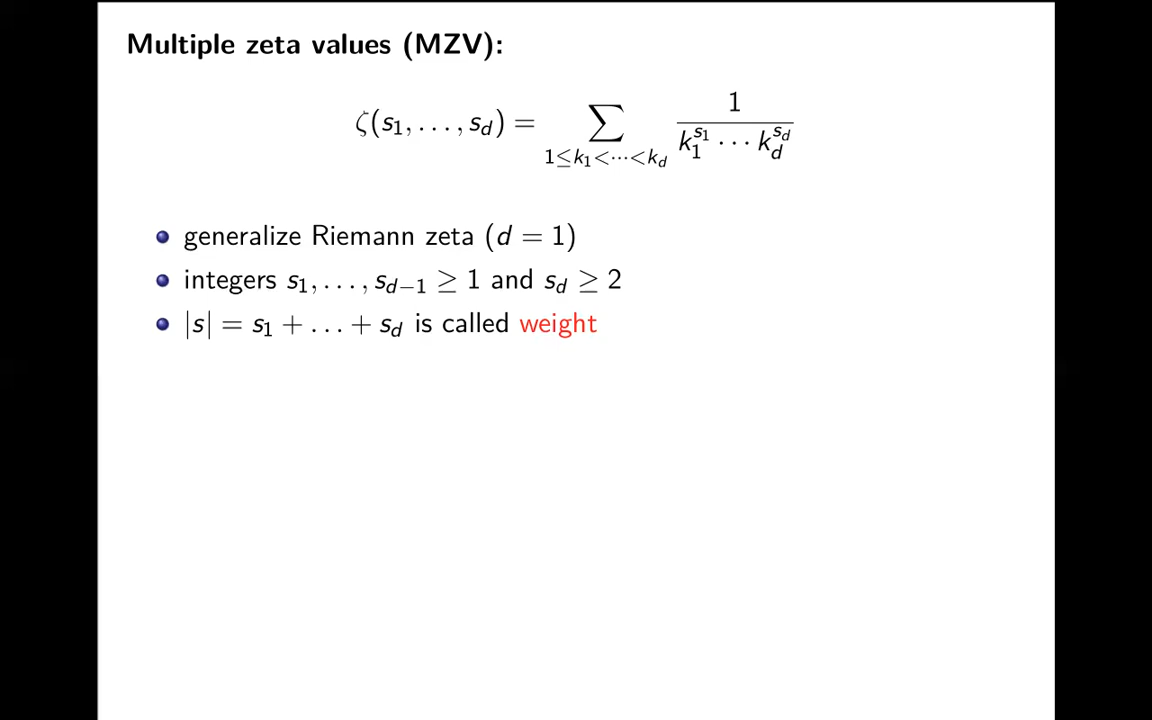 Multiple zeta values (MZV):
ζ(s₁, . . . , s_d) = ∑_{1≤k₁<···<k_d} 1 / (k₁^{s₁} · · · k_d^{s_d})
generalize Riemann zeta (d = 1)
integers s₁, . . . , s_{d−1} ≥ 1 and s_d ≥ 2
|s| = s₁ + . . . + s_d is called weight